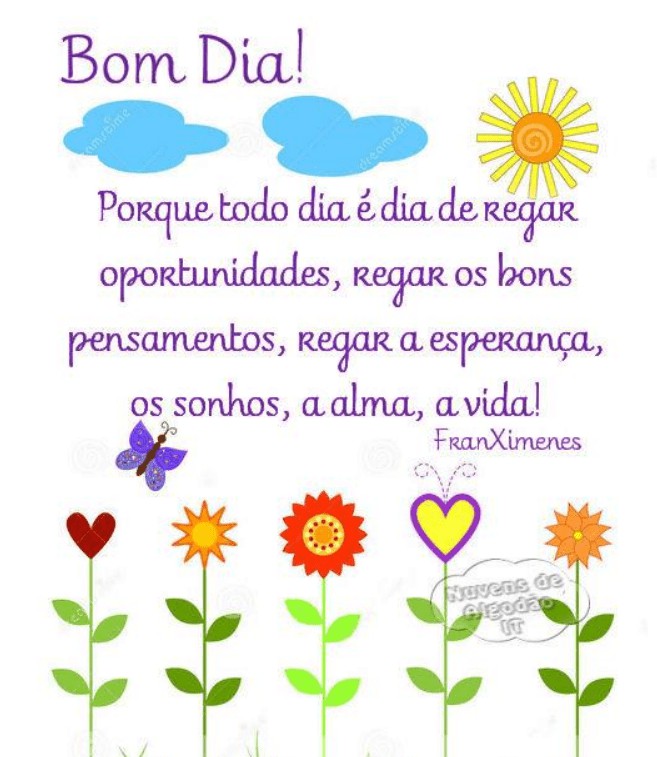 Bom Dia!
Porque todo dia é dia de regar
oportunidades, regar os bons
pensamentos, regar a esperança,
os sonhos, a alma, a vida!
FranXimenes
Nuvens de
Algodão
IT